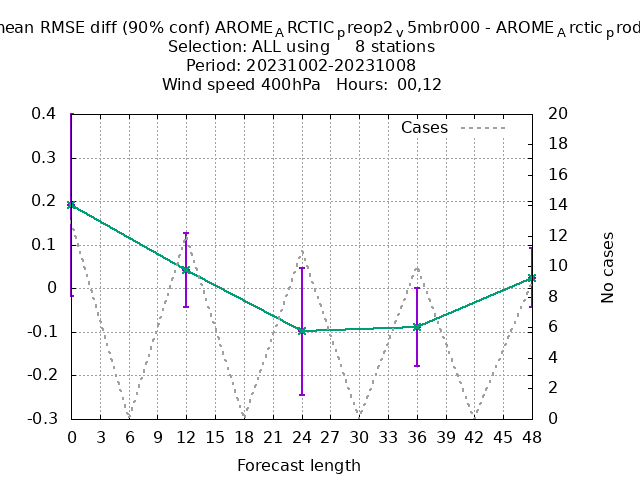 mean RMSE diff (90% conf) AROME_ARCTIC_preop2_v5mbr000 - AROME_Arctic_prod
Selection: ALL using 8 stations
Period: 20231002-20231008
Wind speed 400hPa Hours: 00,12
Cases
0.4
0.3
0.2
0.1
0
-0.1
-0.2
-0.3
20
18
16
14
12
10
8
6
4
2
0
No cases
0 3 6 9 12 15 18 21 24 27 30 33 36 39 42 45 48
Forecast length